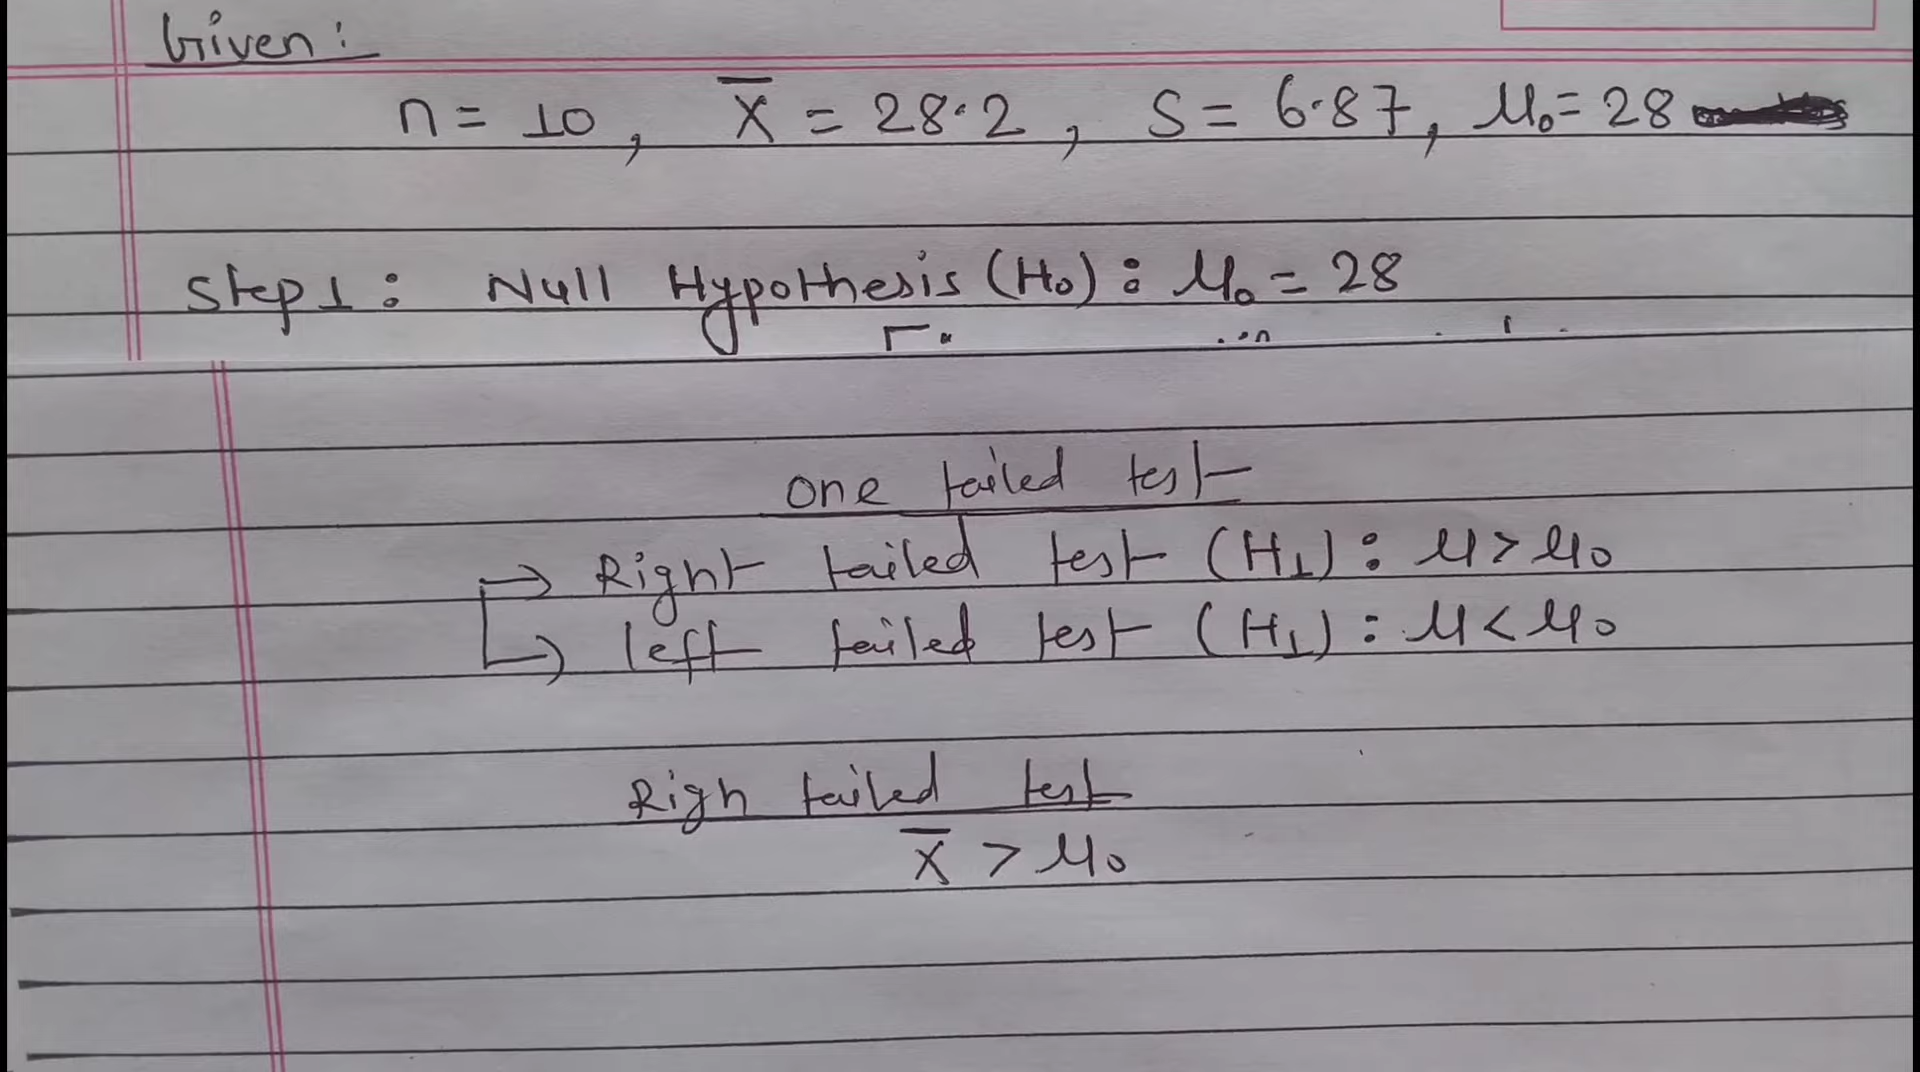 Given:
n = 10, X̄ = 28.2, S = 6.87, μ₀ = 28
Step 1: Null Hypothesis (H₀): μ₀ = 28
one tailed test
→ Right tailed test (H₁): μ > μ₀
↳ left tailed test (H₁): μ < μ₀
Righ tailed test
X̄ > μ₀